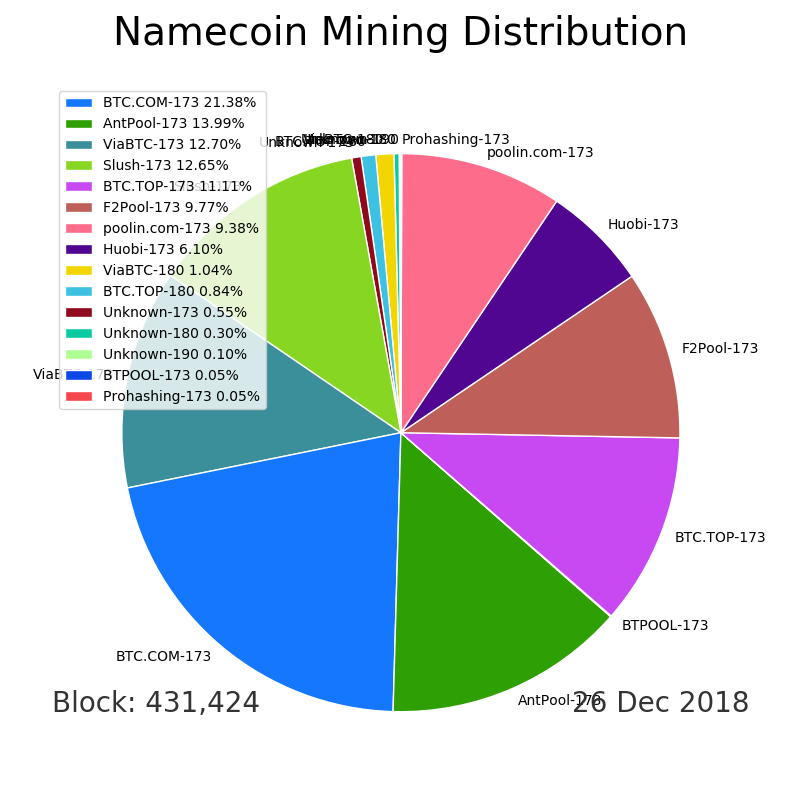 Namecoin Mining Distribution
BTC.COM-173 21.38%
AntPool-173 13.99%
ViaBTC-173 12.70%
Slush-173 12.65%
BTC.TOP-173 11.11%
F2Pool-173 9.77%
poolin.com-173 9.38%
Huobi-173 6.10%
ViaBTC-180 1.04%
BTC.TOP-180 0.84%
Unknown-173 0.55%
Unknown-180 0.30%
Unknown-190 0.10%
BTPOOL-173 0.05%
Prohashing-173 0.05%
Prohashing-173
poolin.com-173
Huobi-173
F2Pool-173
BTC.TOP-173
BTPOOL-173
AntPool-173
BTC.COM-173
Block: 431,424
26 Dec 2018